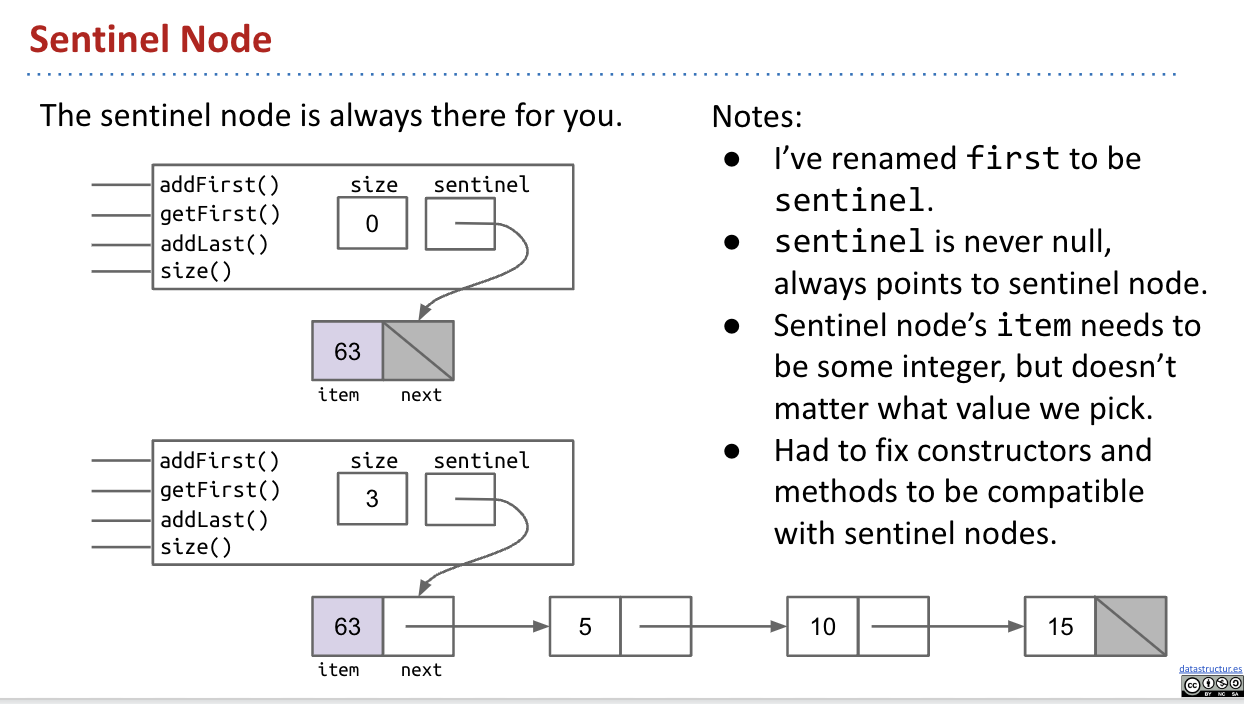 Sentinel Node
The sentinel node is always there for you.
addFirst()
getFirst()
addLast()
size()
size
0
sentinel
63
item
next
addFirst()
getFirst()
addLast()
size()
size
3
sentinel
63
item
next
5
10
15
Notes:
● I’ve renamed first to be
sentinel.
● sentinel is never null,
always points to sentinel node.
● Sentinel node’s item needs to
be some integer, but doesn’t
matter what value we pick.
● Had to fix constructors and
methods to be compatible
with sentinel nodes.
datastructur.es
cc
BY NC SA